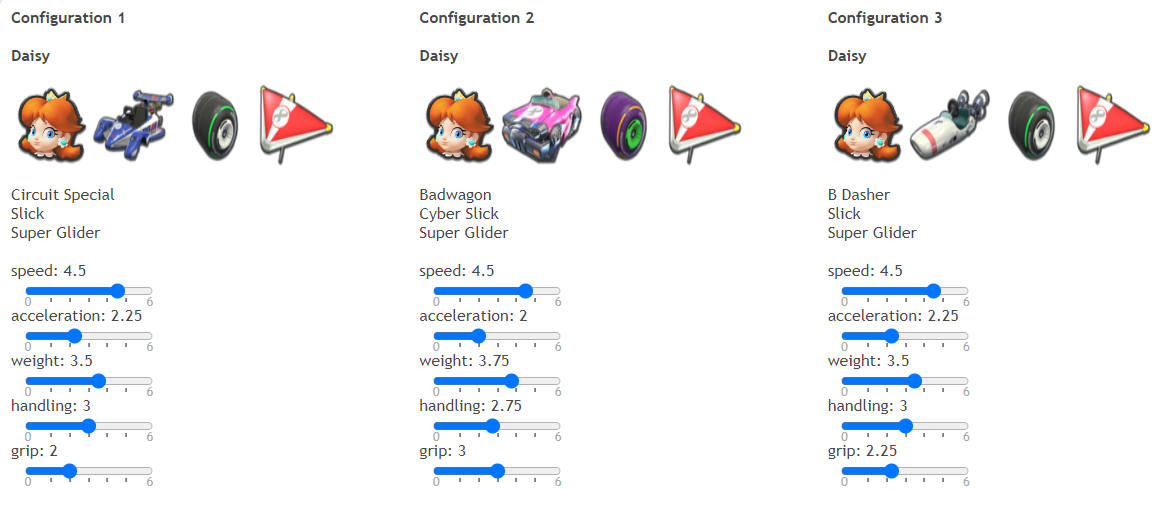 Configuration 1
Daisy
Circuit Special
Slick
Super Glider
speed: 4.5
0 6
acceleration: 2.25
0 6
weight: 3.5
0 6
handling: 3
0 6
grip: 2
0 6
Configuration 2
Daisy
Badwagon
Cyber Slick
Super Glider
speed: 4.5
0 6
acceleration: 2
0 6
weight: 3.75
0 6
handling: 2.75
0 6
grip: 3
0 6
Configuration 3
Daisy
B Dasher
Slick
Super Glider
speed: 4.5
0 6
acceleration: 2.25
0 6
weight: 3.5
0 6
handling: 3
0 6
grip: 2.25
0 6